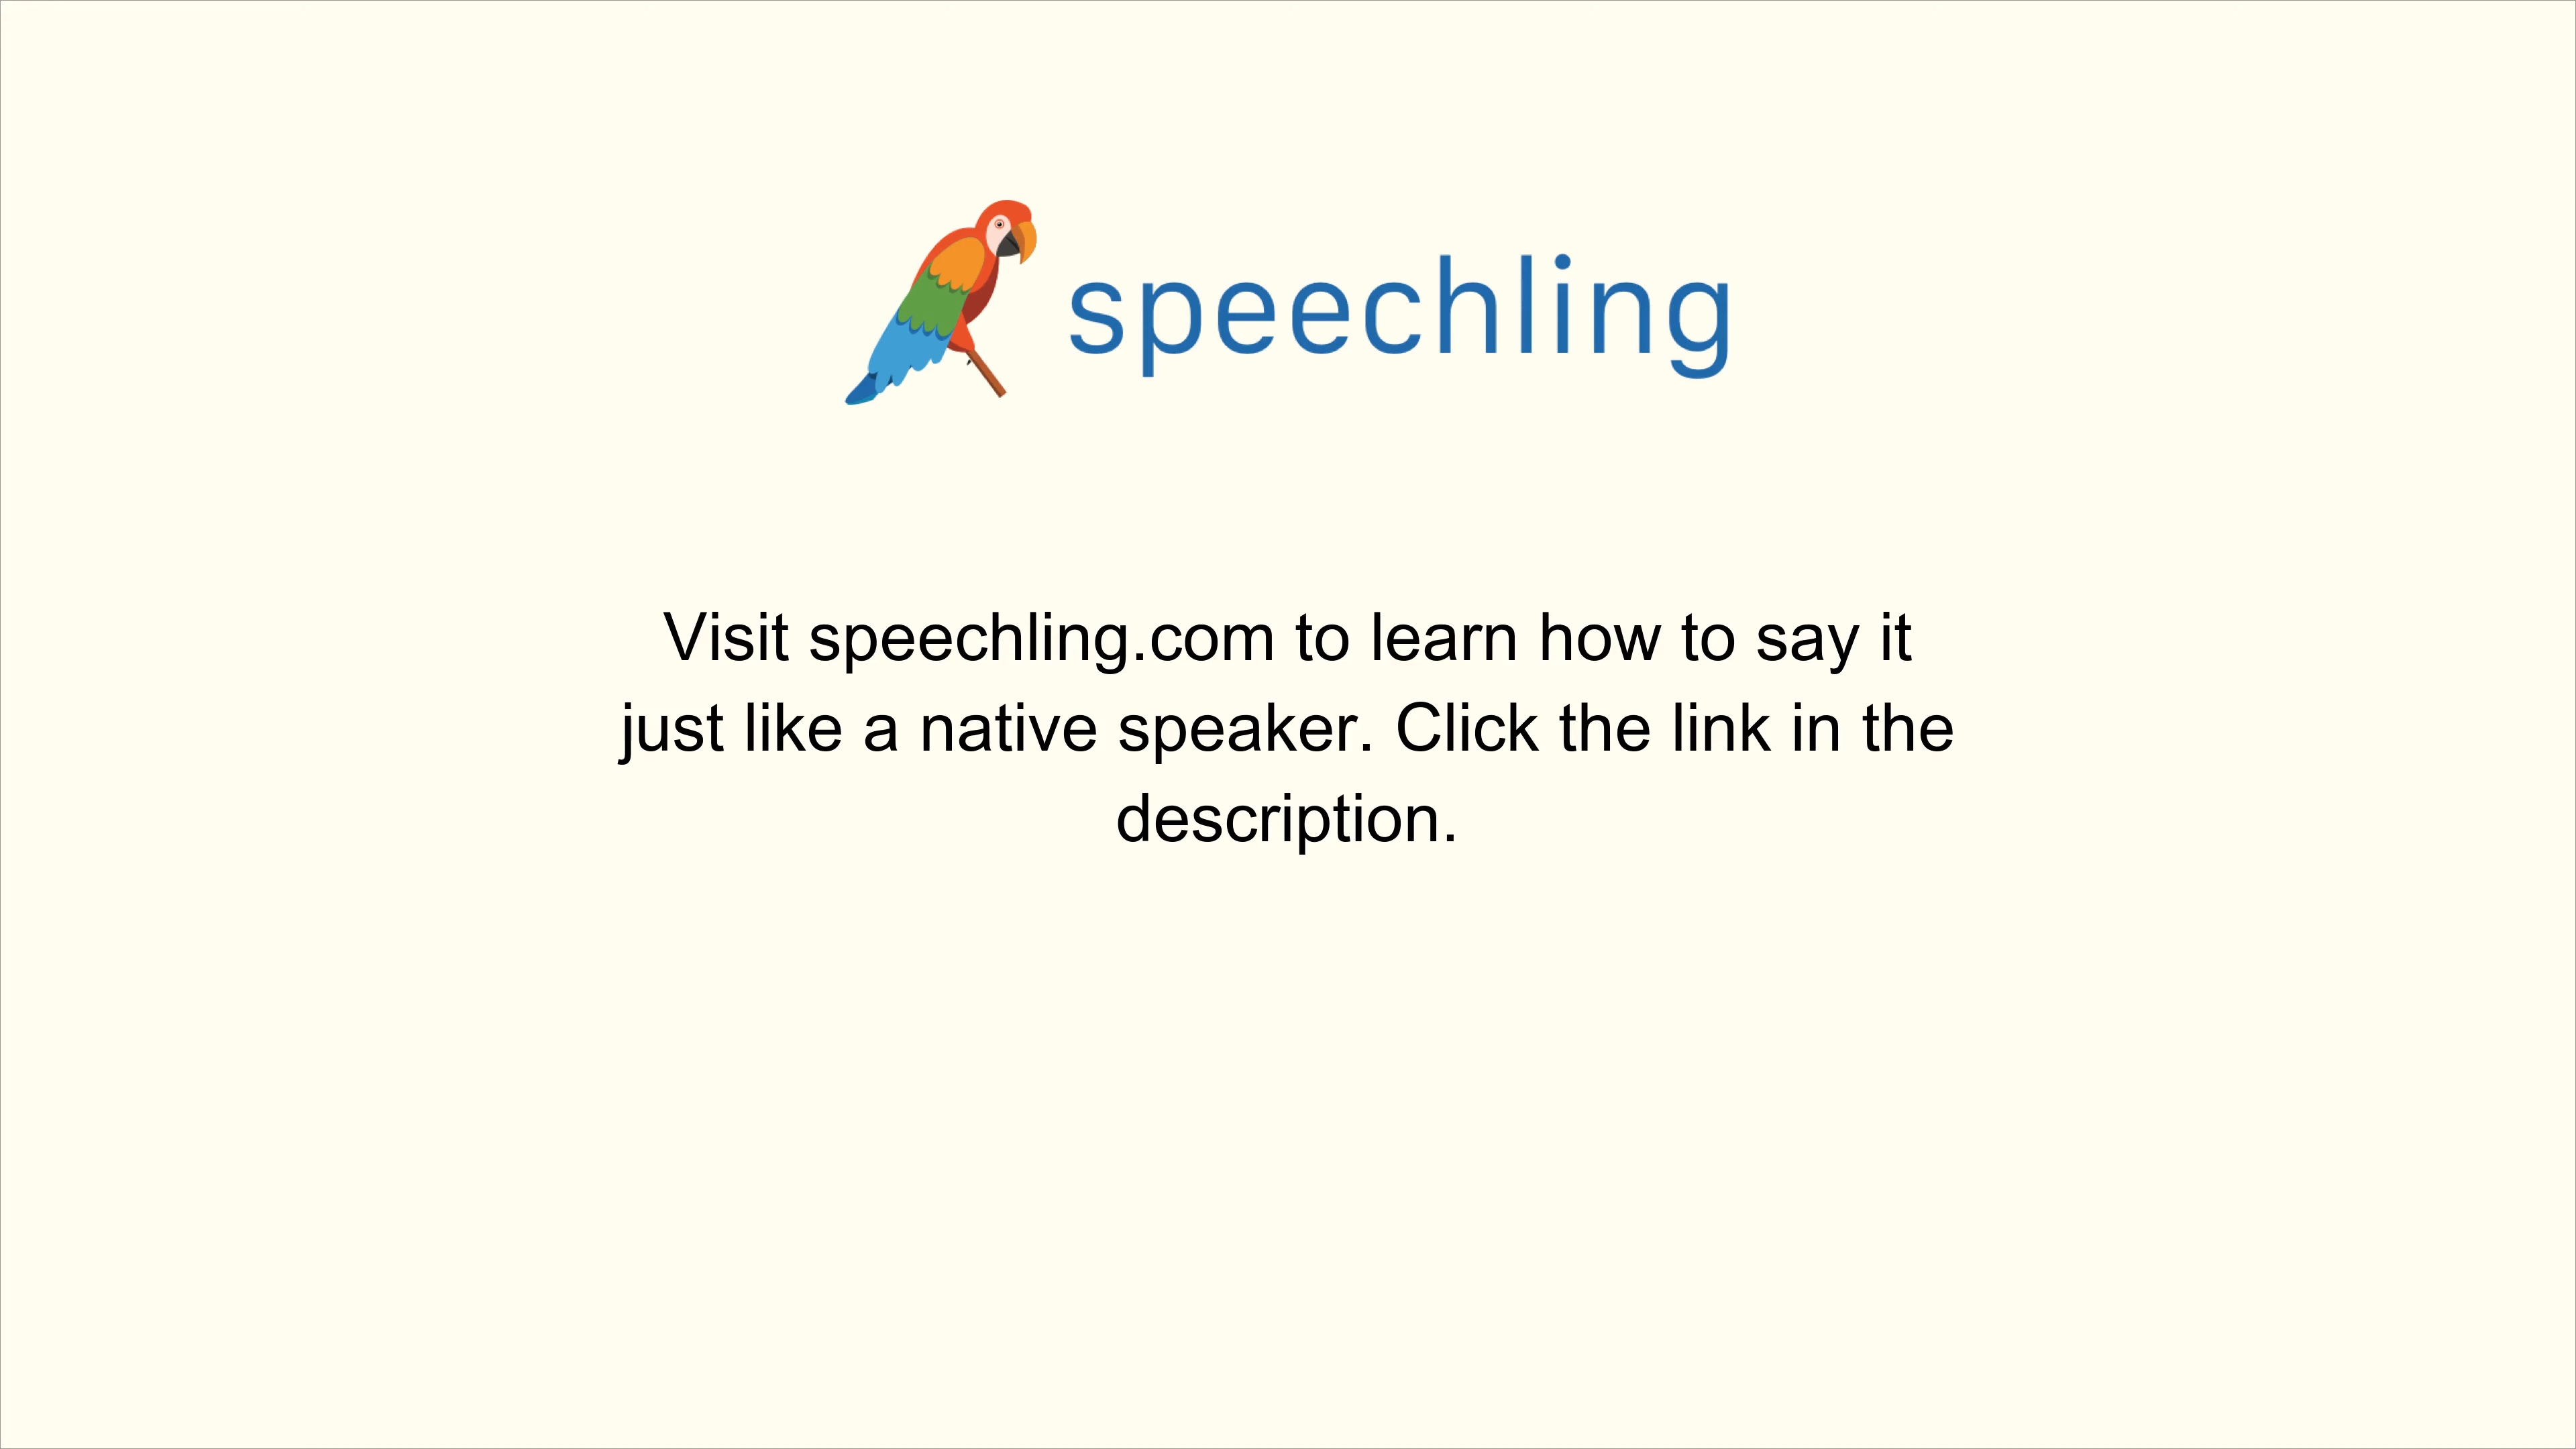 speechling
Visit speechling.com to learn how to say it
just like a native speaker. Click the link in the
description.